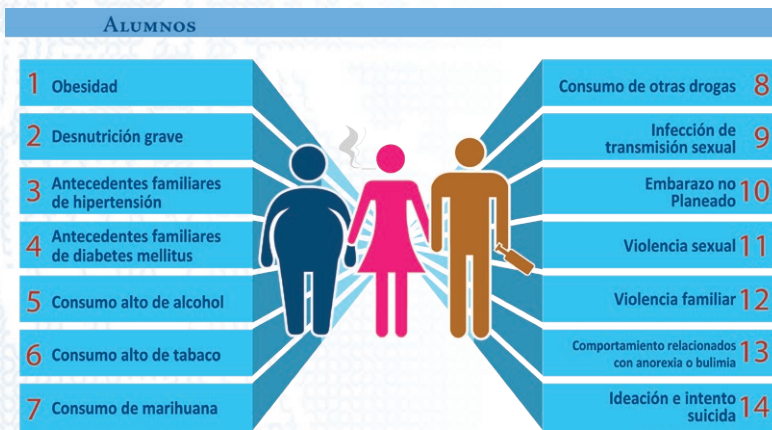 ALUMNOS
1 Obesidad
2 Desnutrición grave
3 Antecedentes familiares
de hipertensión
4 Antecedentes familiares
de diabetes mellitus
5 Consumo alto de alcohol
6 Consumo alto de tabaco
7 Consumo de marihuana
Consumo de otras drogas 8
Infección de
transmisión sexual 9
Embarazo no
Planeado 10
Violencia sexual 11
Violencia familiar 12
Comportamiento relacionados
con anorexia o bulimia 13
Ideación e intento
suicida 14